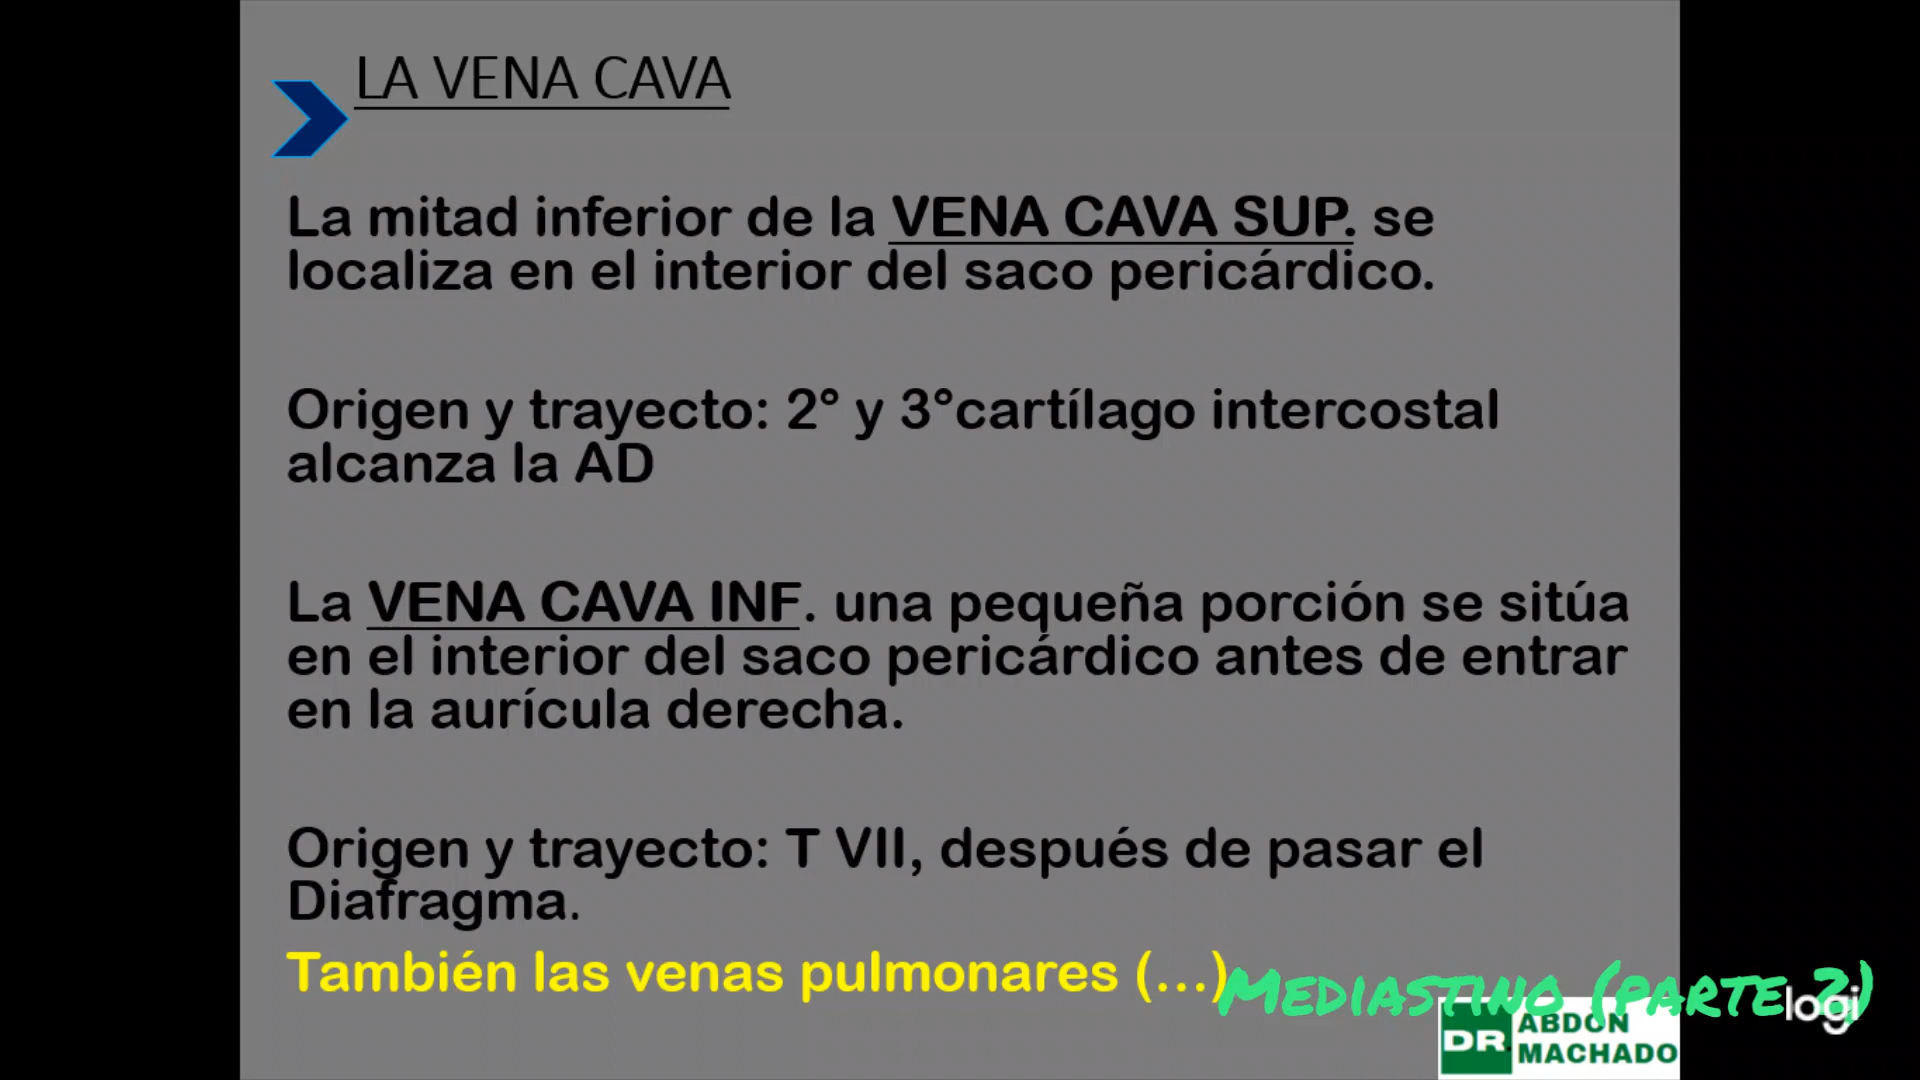 LA VENA CAVA
La mitad inferior de la VENA CAVA SUP. se
localiza en el interior del saco pericárdico.
Origen y trayecto: 2° y 3°cartílago intercostal
alcanza la AD
La VENA CAVA INF. una pequeña porción se sitúa
en el interior del saco pericárdico antes de entrar
en la aurícula derecha.
Origen y trayecto: T VII, después de pasar el
Diafragma.
También las venas pulmonares (...)
Mediastino (parte 2)
logi
DR. ABDON
MACHADO